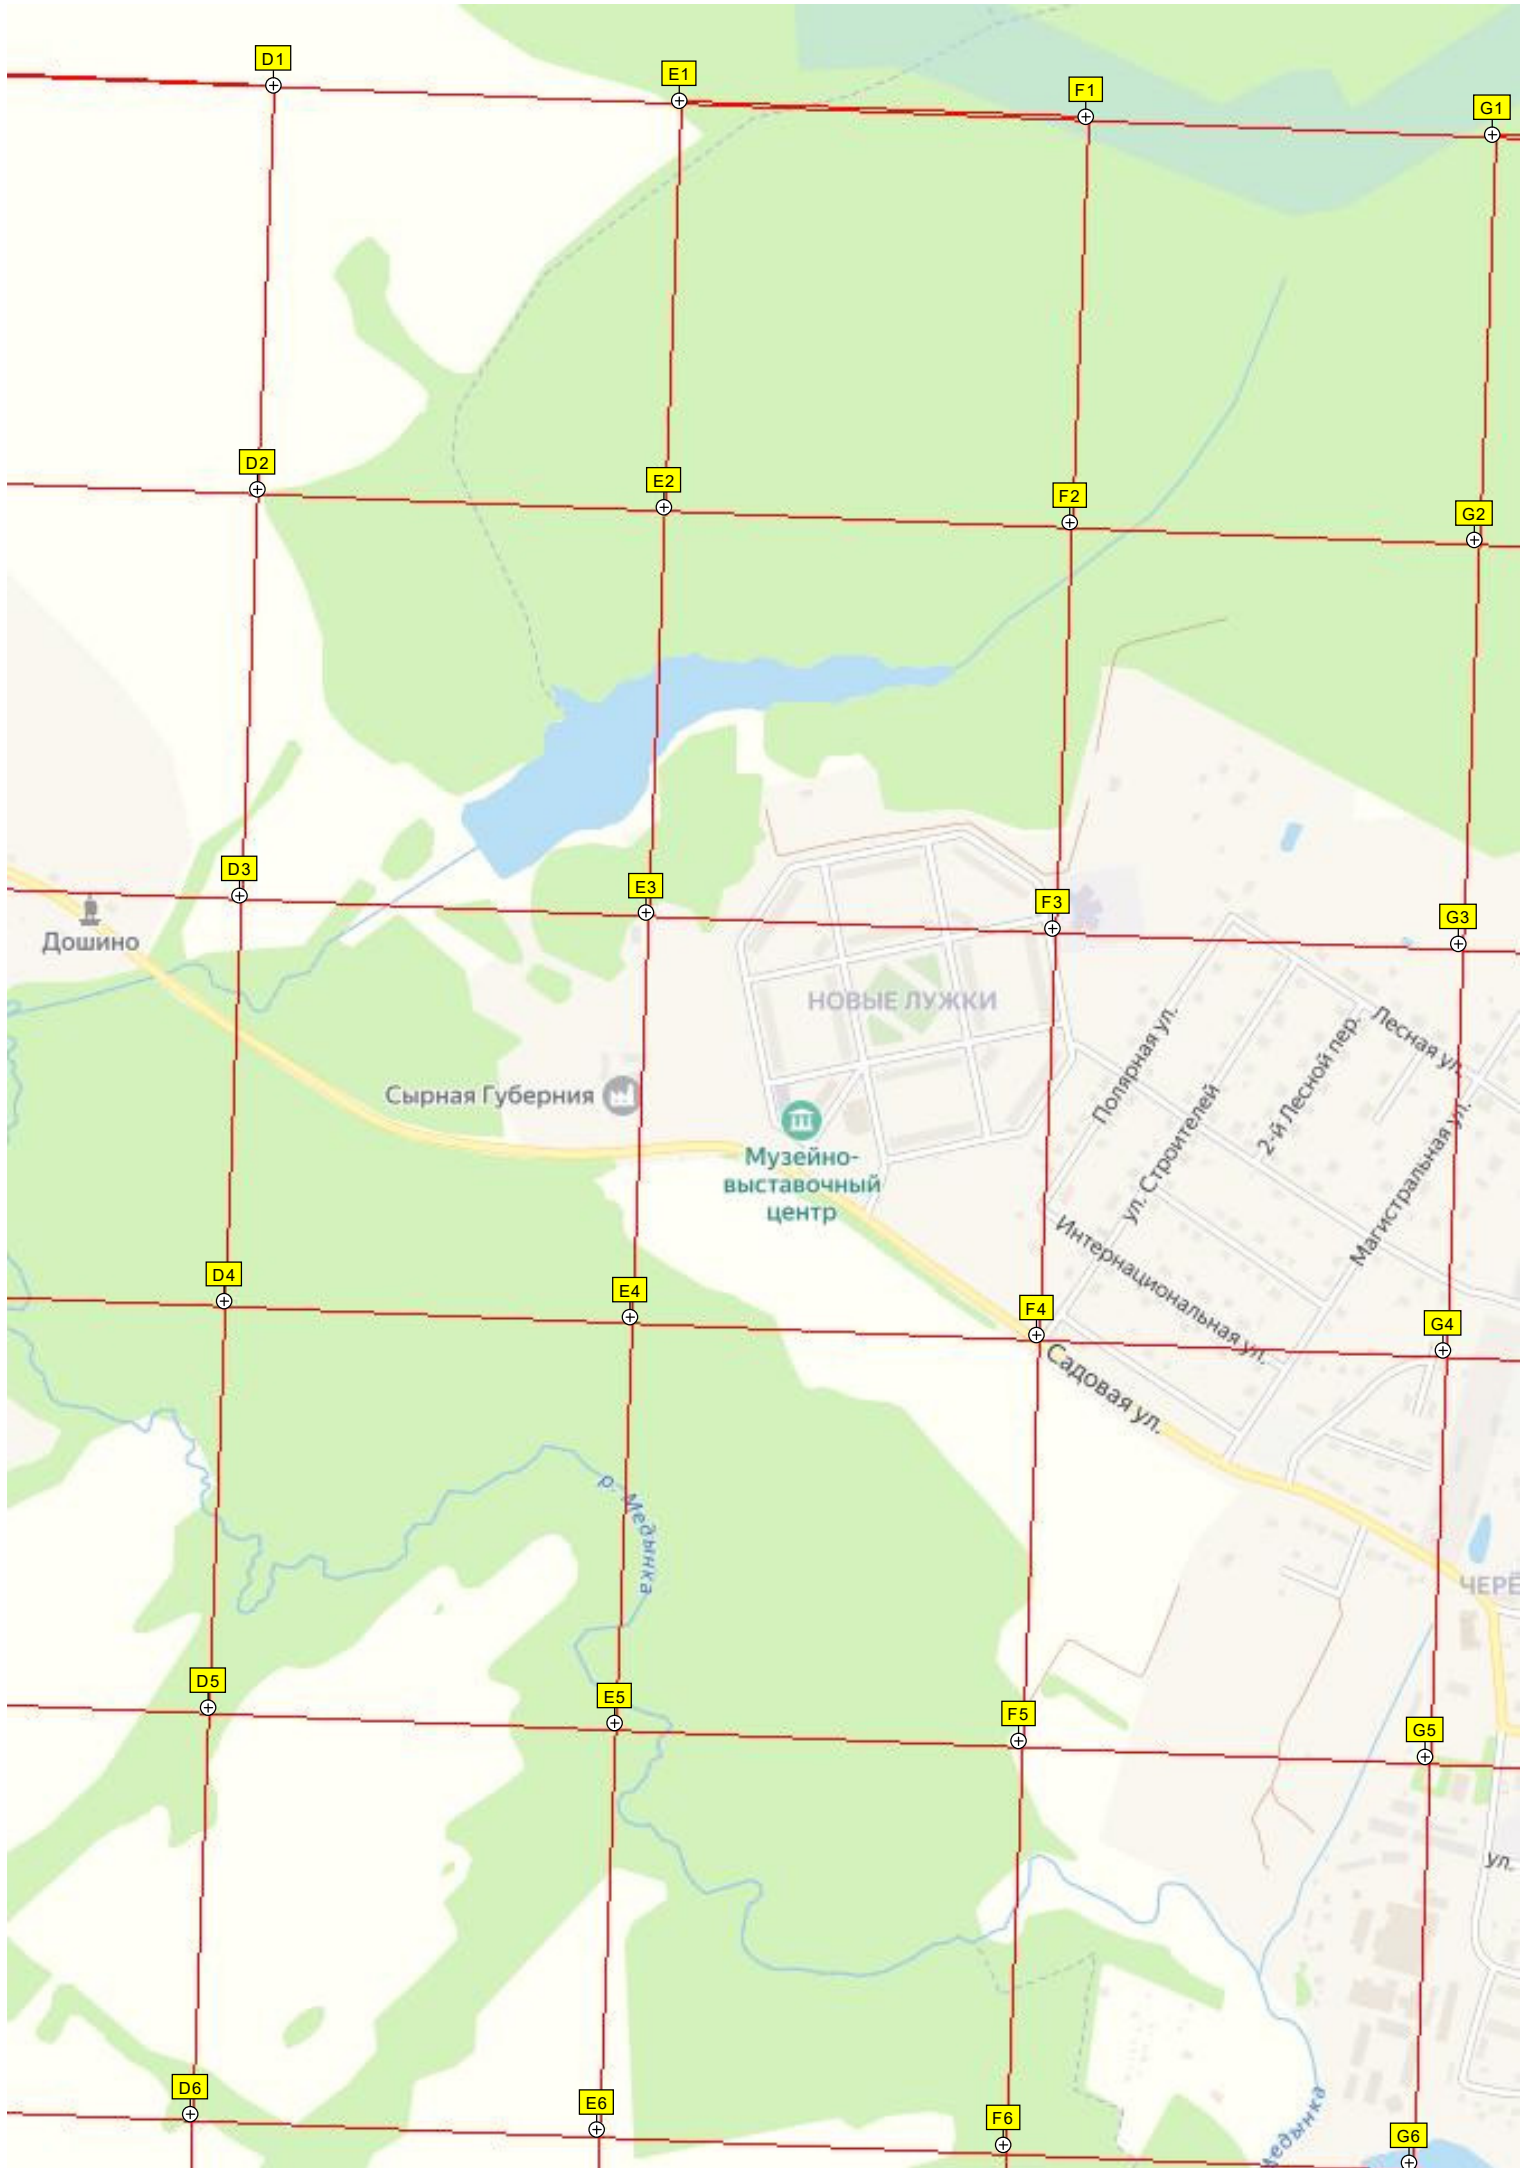 D1
E1
F1
G1
D2
E2
F2
G2
D3
E3
F3
G3
Дошино
НОВЫЕ ЛУЖКИ
Полярная ул.
ул. Строителей
2-й Лесной пер.
Лесная ул.
Магистральная ул.
Сырная Губерния
Музейно-
выставочный
центр
Интернациональная ул.
D4
E4
F4
G4
Садовая ул.
р. Медынка
ЧЕРЁ
D5
E5
F5
G5
ул.
D6
E6
F6
G6
Медынка